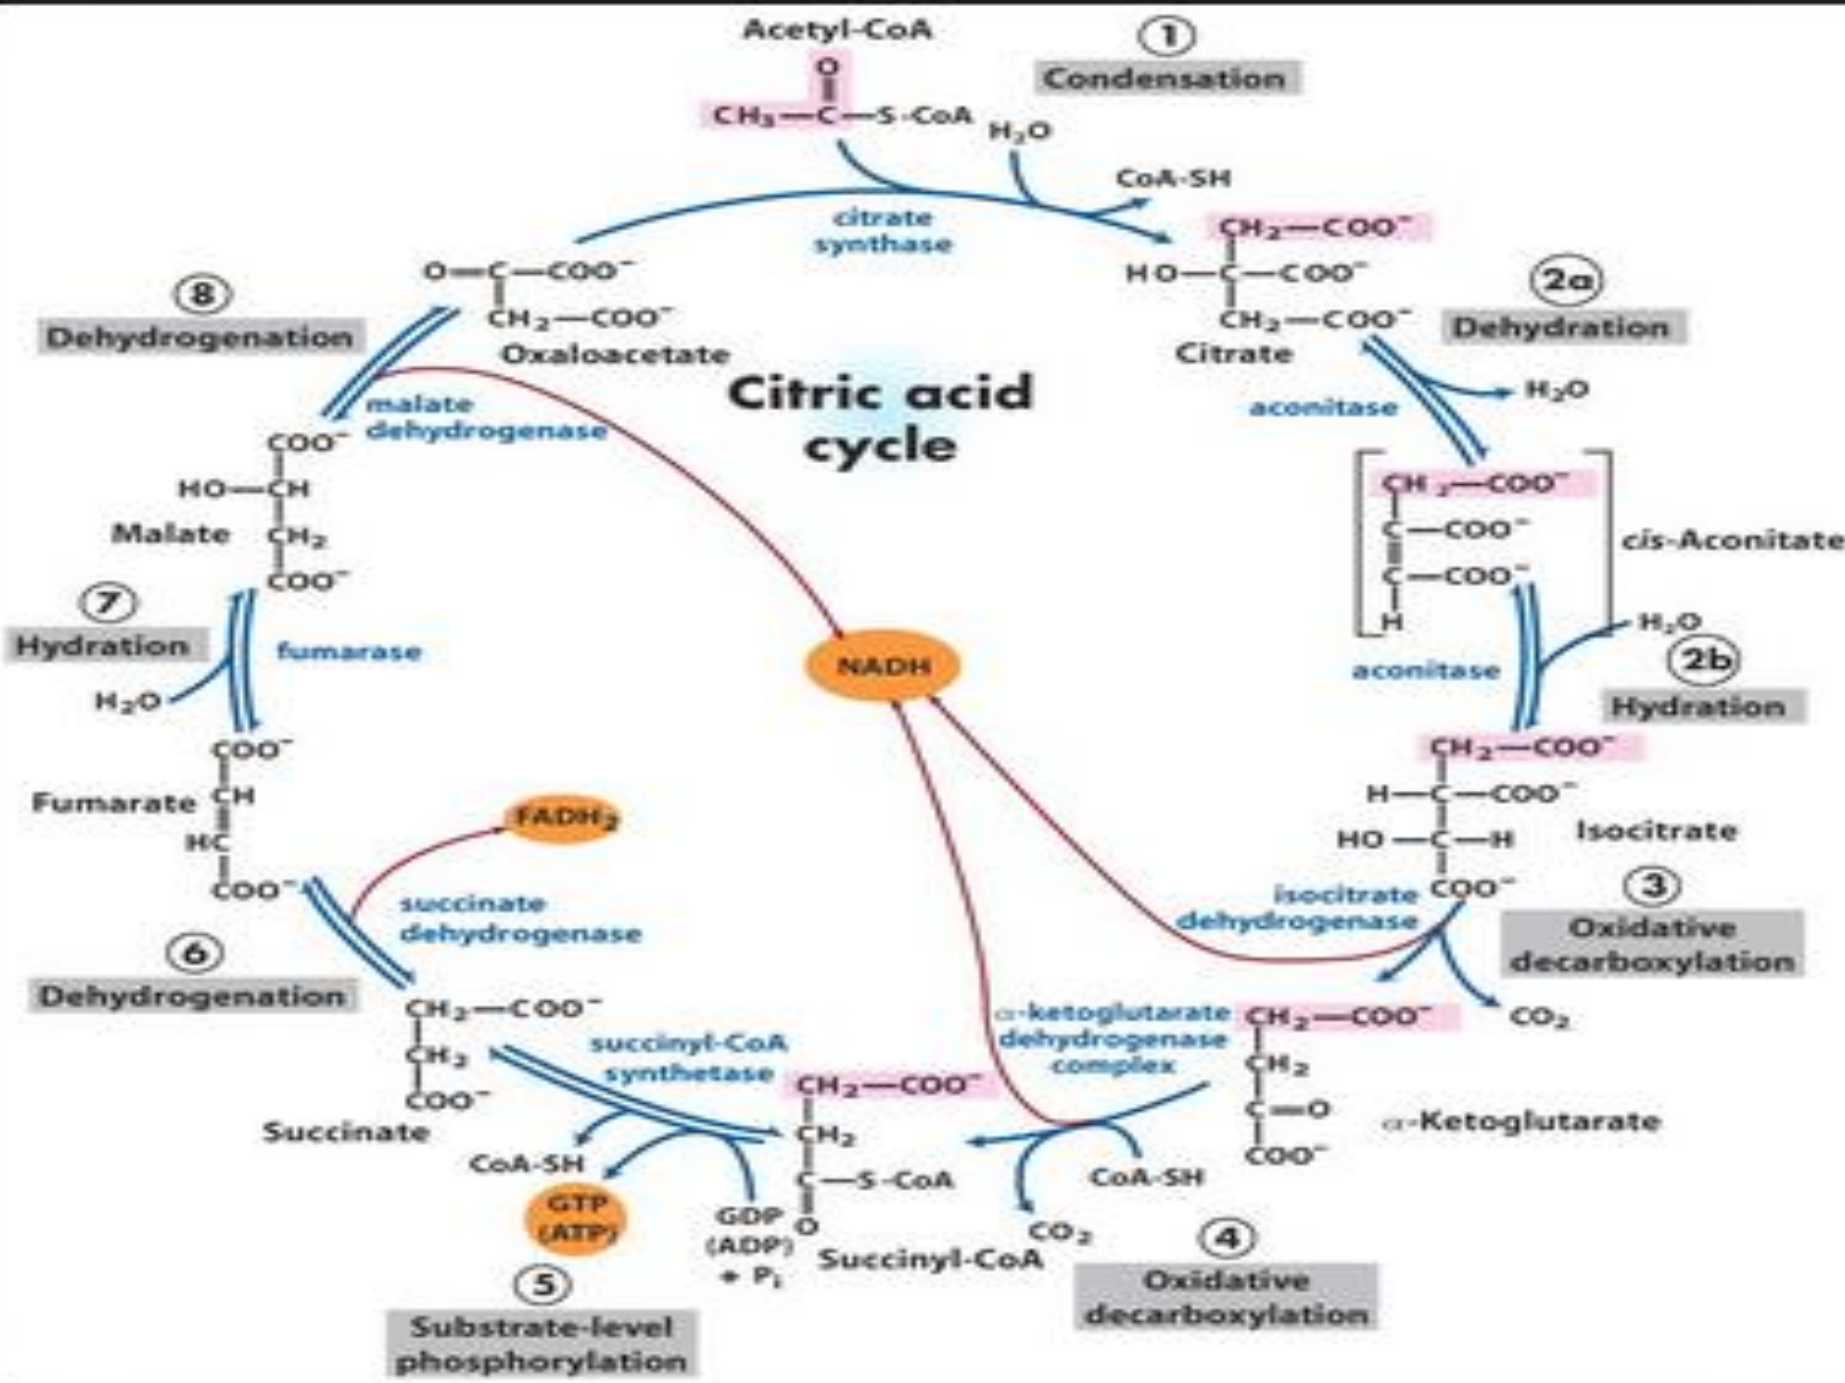 Acetyl-CoA
O
CH₃—C—S-CoA
1
Condensation
H₂O
CoA-SH
citrate
synthase
CH₂—COO⁻
HO—C—COO⁻
CH₂—COO⁻
Citrate
2a
Dehydration
H₂O
aconitase
CH₂—COO⁻
C—COO⁻
C—COO⁻
H
cis-Aconitate
H₂O
2b
Hydration
aconitase
CH₂—COO⁻
H—C—COO⁻
HO—C—H
COO⁻
Isocitrate
3
Oxidative
decarboxylation
isocitrate
dehydrogenase
CO₂
CH₂—COO⁻
CH₂
C=O
COO⁻
α-Ketoglutarate
α-ketoglutarate
dehydrogenase
complex
CoA-SH
CO₂
4
Oxidative
decarboxylation
CH₂—COO⁻
CH₂
C—S-CoA
O
Succinyl-CoA
succinyl-CoA
synthetase
GDP
(ADP)
+ Pᵢ
CoA-SH
GTP
(ATP)
5
Substrate-level
phosphorylation
CH₂—COO⁻
CH₂
COO⁻
Succinate
6
Dehydrogenation
succinate
dehydrogenase
FADH₂
COO⁻
CH
HC
COO⁻
Fumarate
7
Hydration
H₂O
fumarase
COO⁻
HO—CH
CH₂
COO⁻
Malate
8
Dehydrogenation
malate
dehydrogenase
O=C—COO⁻
CH₂—COO⁻
Oxaloacetate
Citric acid
cycle
NADH